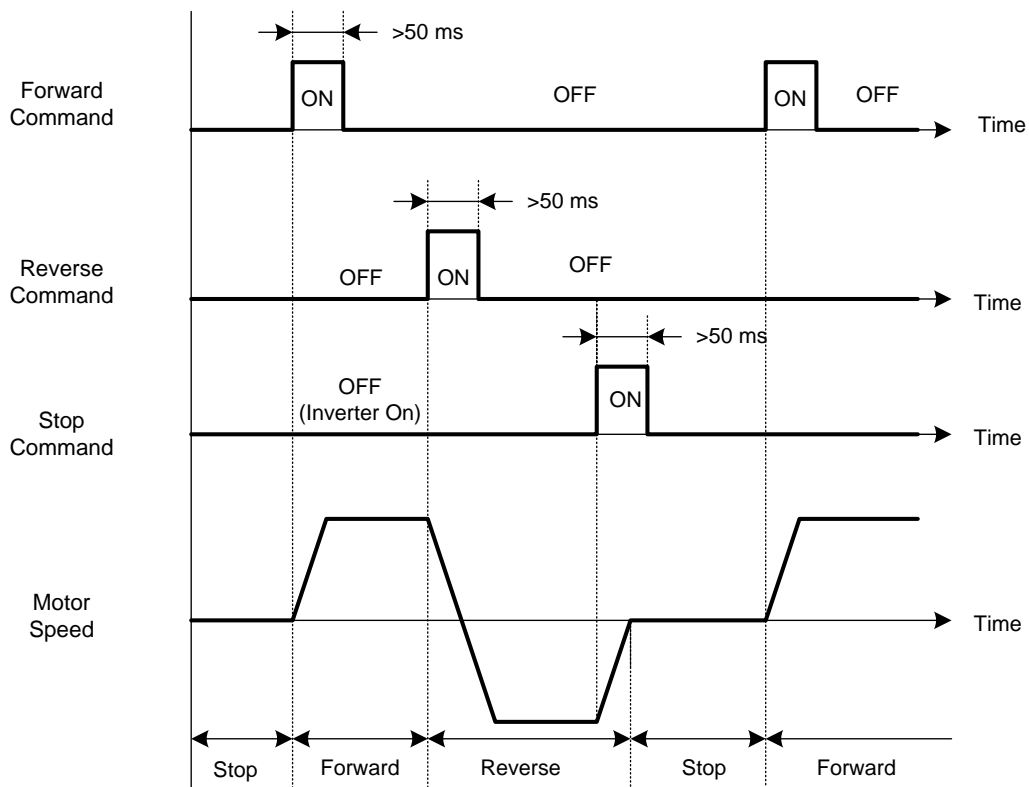 >50 ms
Forward
Command
ON
OFF
ON
OFF
Time
>50 ms
Reverse
Command
OFF
ON
OFF
Time
>50 ms
Stop
Command
OFF
(Inverter On)
ON
Time
Motor
Speed
Time
Stop
Forward
Reverse
Stop
Forward